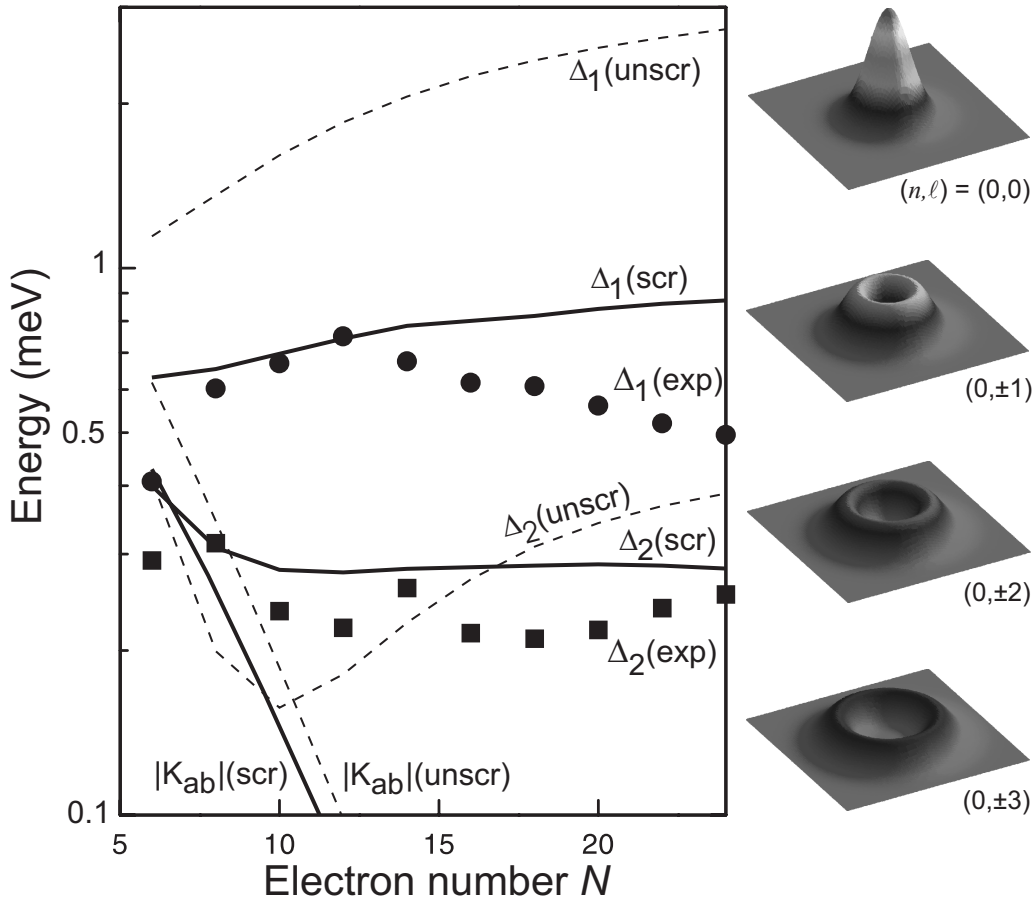 Δ1(unscr)
(n,ℓ) = (0,0)
1
Δ1(scr)
Energy (meV)
Δ1(exp)
(0,±1)
0.5
Δ2(unscr)
Δ2(scr)
(0,±2)
Δ2(exp)
|Kab|(scr)
|Kab|(unscr)
(0,±3)
0.1
5
10
15
20
Electron number N